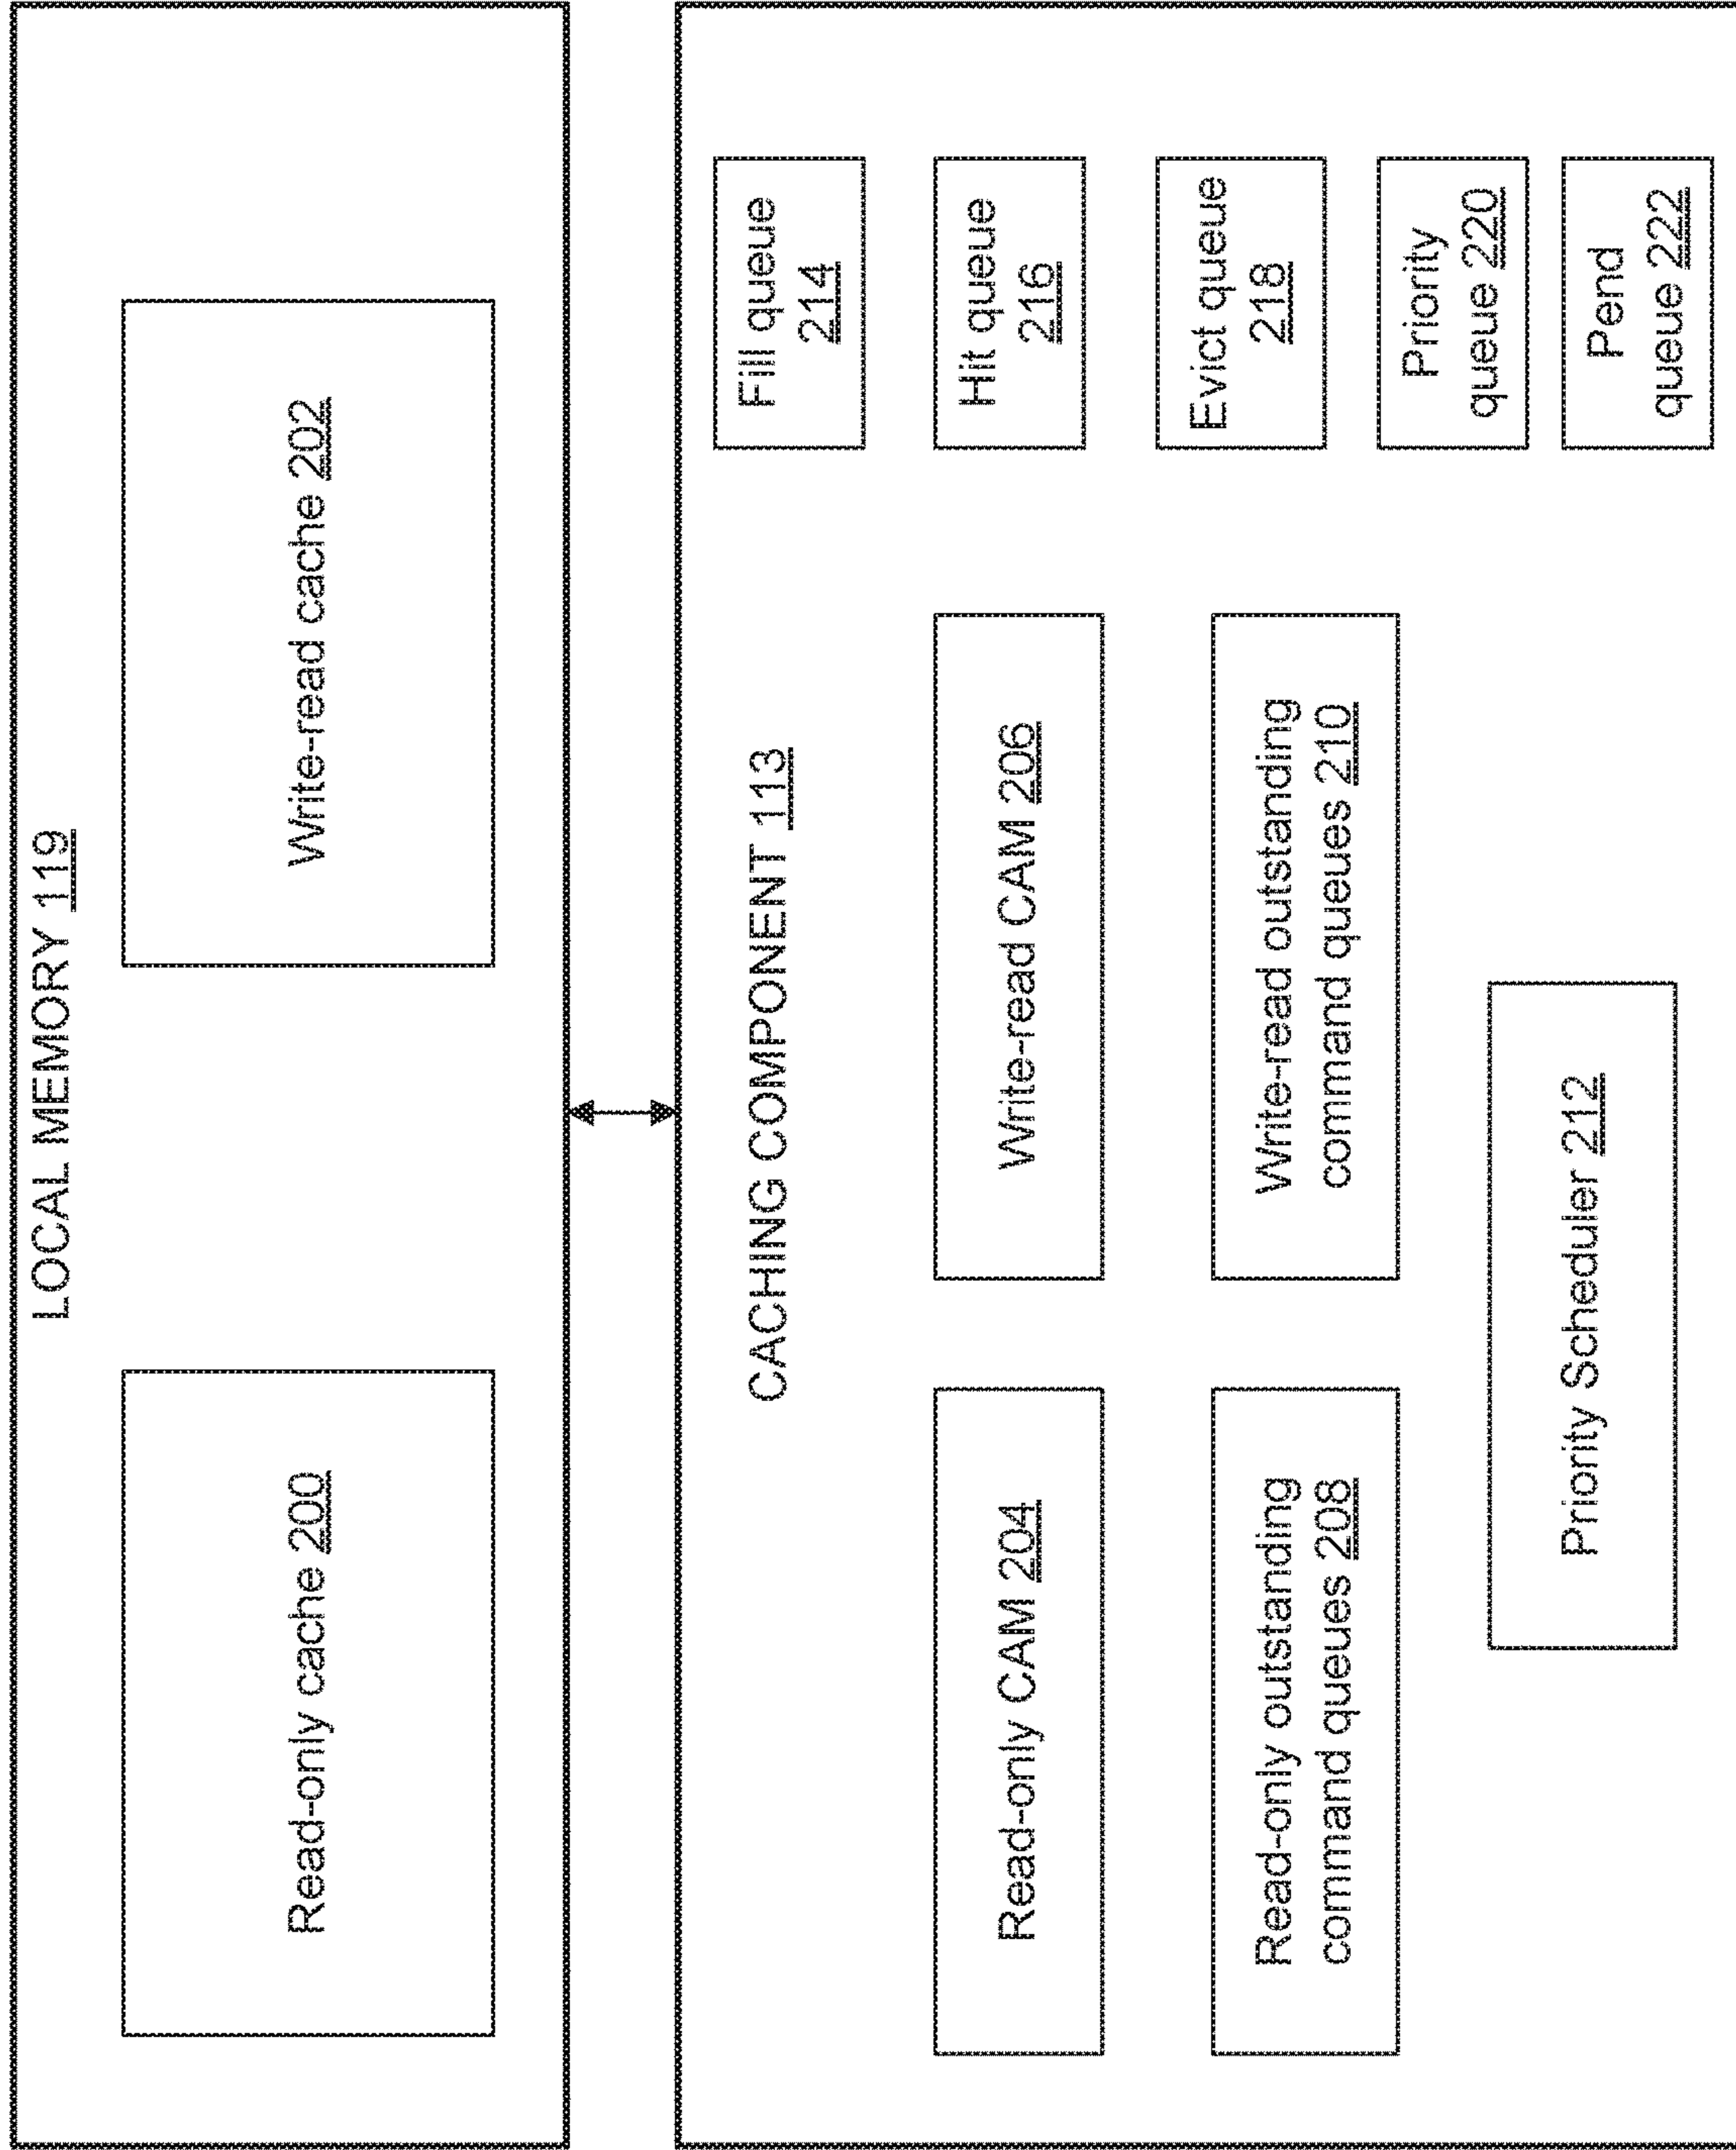 LOCAL MEMORY 119
Read-only cache 200
Write-read cache 202
CACHING COMPONENT 113
Fill queue
214
Read-only CAM 204
Write-read CAM 206
Hit queue
216
Read-only outstanding
command queues 208
Write-read outstanding
command queues 210
Evict queue
218
Priority
queue 220
Priority Scheduler 212
Pend
queue 222